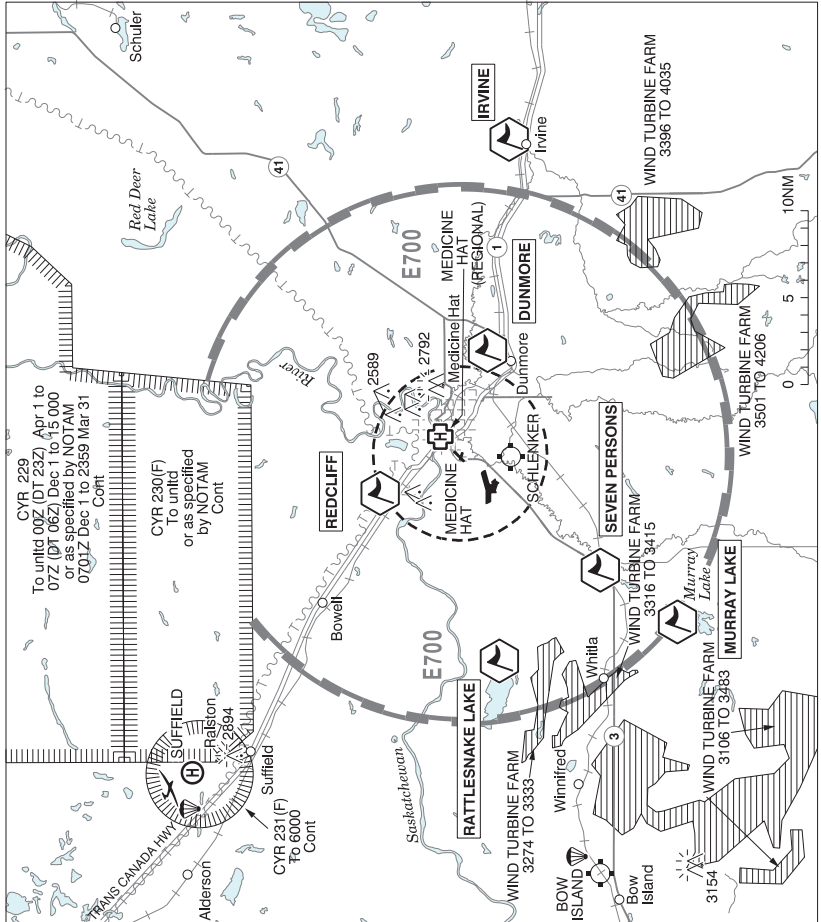 CYR 229
To unltd 00Z (DT 23Z) Apr 1 to
07Z (DT 06Z) Dec 1 to 15 000
or as specified by NOTAM
0701Z Dec 1 to 2359 Mar 31
Cont
CYR 230(F)
To unltd
or as specified
by NOTAM
Cont
SUFFIELD
Ralston
2894
Suffield
CYR 231(F)
To 6000
Cont
TRANS CANADA HWY
Alderson
Schuler
Red Deer
Lake
41
River
E700
IRVINE
Irvine
WIND TURBINE FARM
3396 TO 4035
41
10NM
5
0
MEDICINE
HAT
(REGIONAL)
1
DUNMORE
Dunmore
2589
2792
Medicine Hat
REDCLIFF
MEDICINE
HAT
SCHLENKER
Bowell
E700
Saskatchewan
RATTLESNAKE LAKE
SEVEN PERSONS
WIND TURBINE FARM
3316 TO 3415
WIND TURBINE FARM
3501 TO 4206
Murray
Lake
MURRAY LAKE
WIND TURBINE FARM
3106 TO 3483
Whitla
3
Winnifred
WIND TURBINE FARM
3274 TO 3333
BOW
ISLAND
Bow
Island
3154
H
H